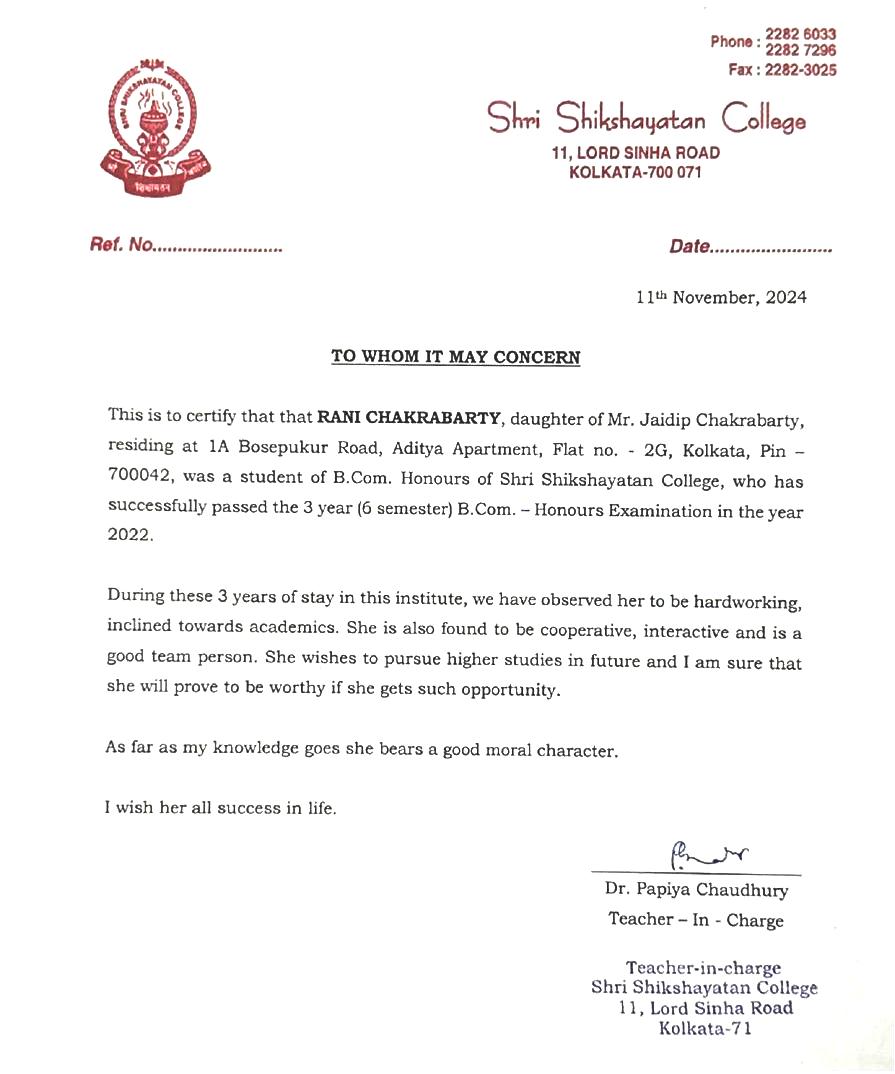 Phone : 2282 6033
2282 7296
Fax : 2282-3025
SHRI SHIKSHAYATAN COLLEGE
Shri Shikshayatan College
11, LORD SINHA ROAD
KOLKATA-700 071
Ref. No..........................
Date........................
11th November, 2024
TO WHOM IT MAY CONCERN
This is to certify that that RANI CHAKRABARTY, daughter of Mr. Jaidip Chakrabarty,
residing at 1A Bosepukur Road, Aditya Apartment, Flat no. - 2G, Kolkata, Pin –
700042, was a student of B.Com. Honours of Shri Shikshayatan College, who has
successfully passed the 3 year (6 semester) B.Com. – Honours Examination in the year
2022.
During these 3 years of stay in this institute, we have observed her to be hardworking,
inclined towards academics. She is also found to be cooperative, interactive and is a
good team person. She wishes to pursue higher studies in future and I am sure that
she will prove to be worthy if she gets such opportunity.
As far as my knowledge goes she bears a good moral character.
I wish her all success in life.
Dr. Papiya Chaudhury
Teacher – In - Charge
Teacher-in-charge
Shri Shikshayatan College
11, Lord Sinha Road
Kolkata-71